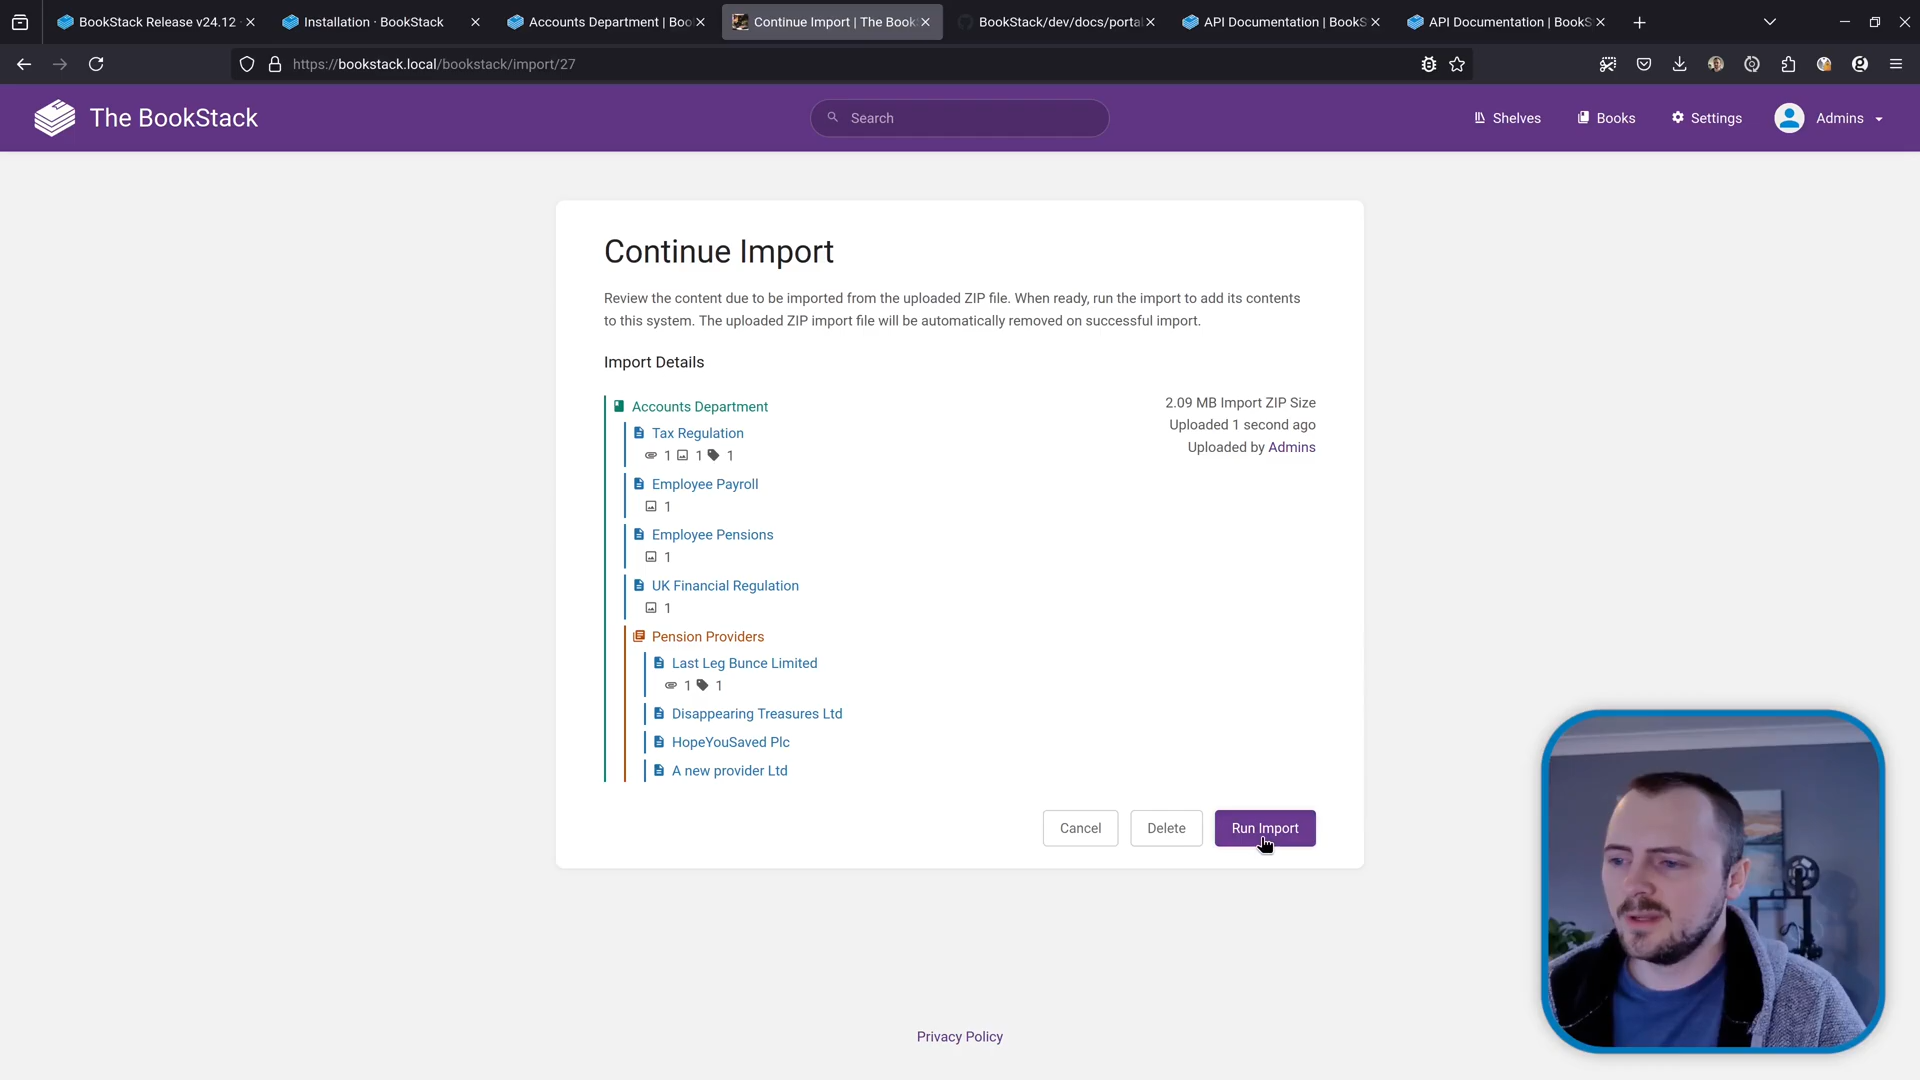 BookStack Release v24.12
Installation · BookStack
Accounts Department | Boo
Continue Import | The Book
BookStack/dev/docs/porta
API Documentation | BookS
API Documentation | BookS
https://bookstack.local/bookstack/import/27
The BookStack
Search
Shelves
Books
Settings
Admins
Continue Import
Review the content due to be imported from the uploaded ZIP file. When ready, run the import to add its contents
to this system. The uploaded ZIP import file will be automatically removed on successful import.
Import Details
Accounts Department
2.09 MB Import ZIP Size
Uploaded 1 second ago
Uploaded by Admins
Tax Regulation
1 1 1
Employee Payroll
1
Employee Pensions
1
UK Financial Regulation
1
Pension Providers
Last Leg Bunce Limited
1 1
Disappearing Treasures Ltd
HopeYouSaved Plc
A new provider Ltd
Cancel
Delete
Run Import
Privacy Policy